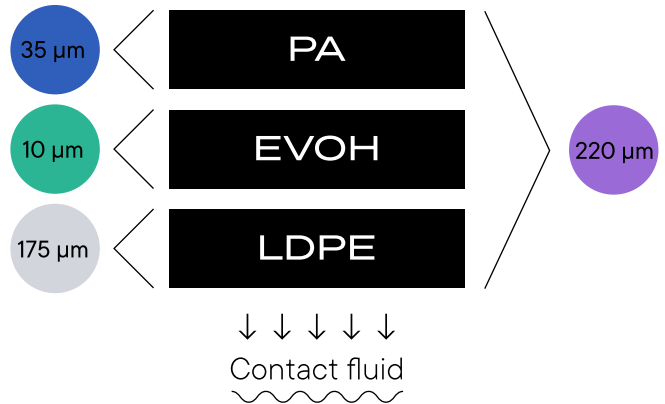 35 µm
PA
10 µm
EVOH
220 µm
175 µm
LDPE
Contact fluid